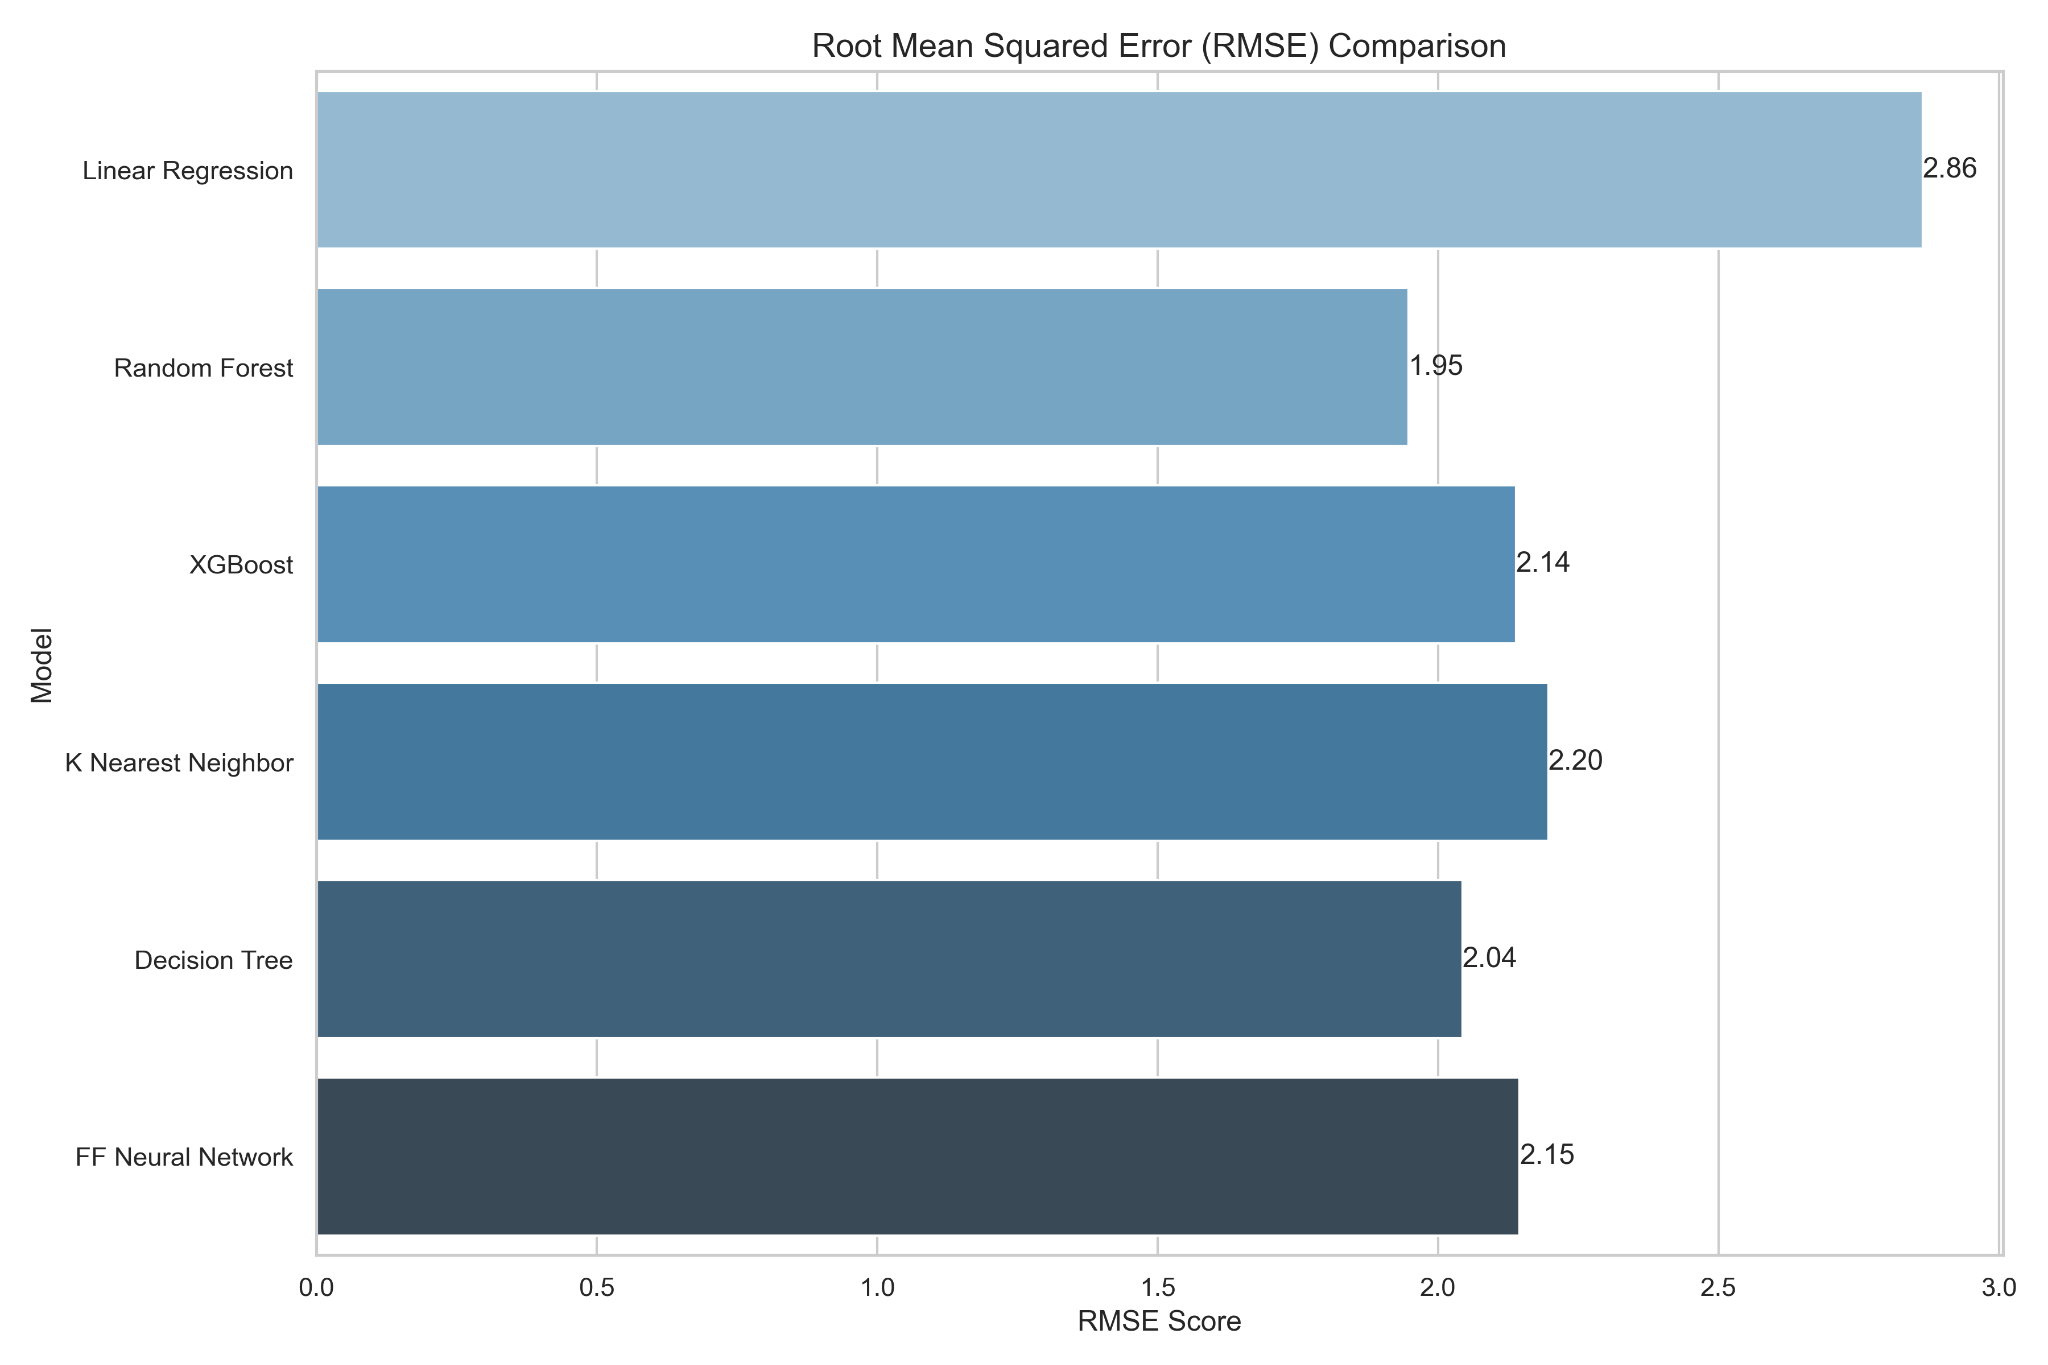 Root Mean Squared Error (RMSE) Comparison
Linear Regression
2.86
Random Forest
1.95
XGBoost
2.14
Model
K Nearest Neighbor
2.20
Decision Tree
2.04
FF Neural Network
2.15
0.0
0.5
1.0
1.5
2.0
2.5
3.0
RMSE Score